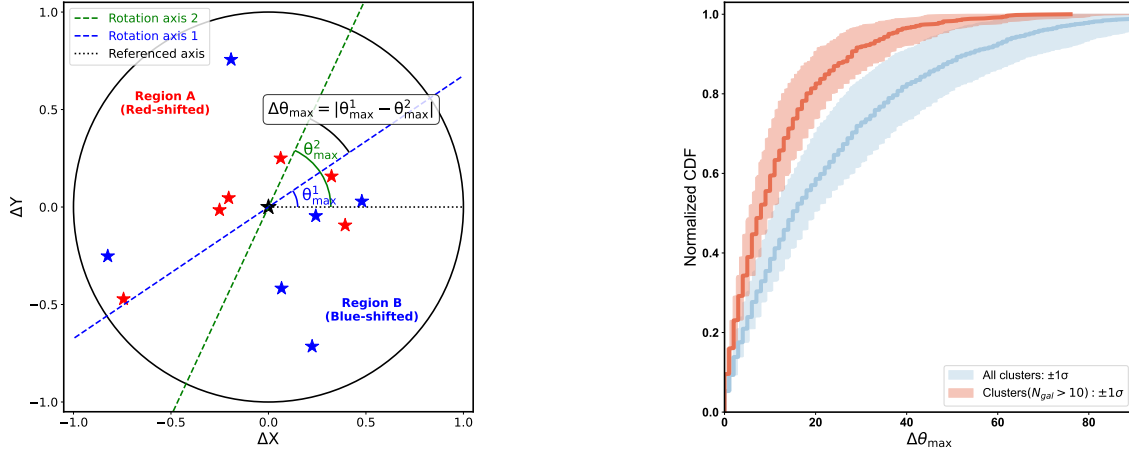 Rotation axis 2
Rotation axis 1
Referenced axis
Region A
(Red-shifted)
Δθmax = |θ¹max − θ²max|
θ²max
θ¹max
Region B
(Blue-shifted)
1.0
0.5
0.0
−0.5
−1.0
ΔY
−1.0 −0.5 0.0 0.5 1.0
ΔX
1.0
0.8
0.6
0.4
0.2
0.0
Normalized CDF
All clusters: ±1σ
Clusters(Ngal > 10) : ±1σ
0 20 40 60 80
Δθmax